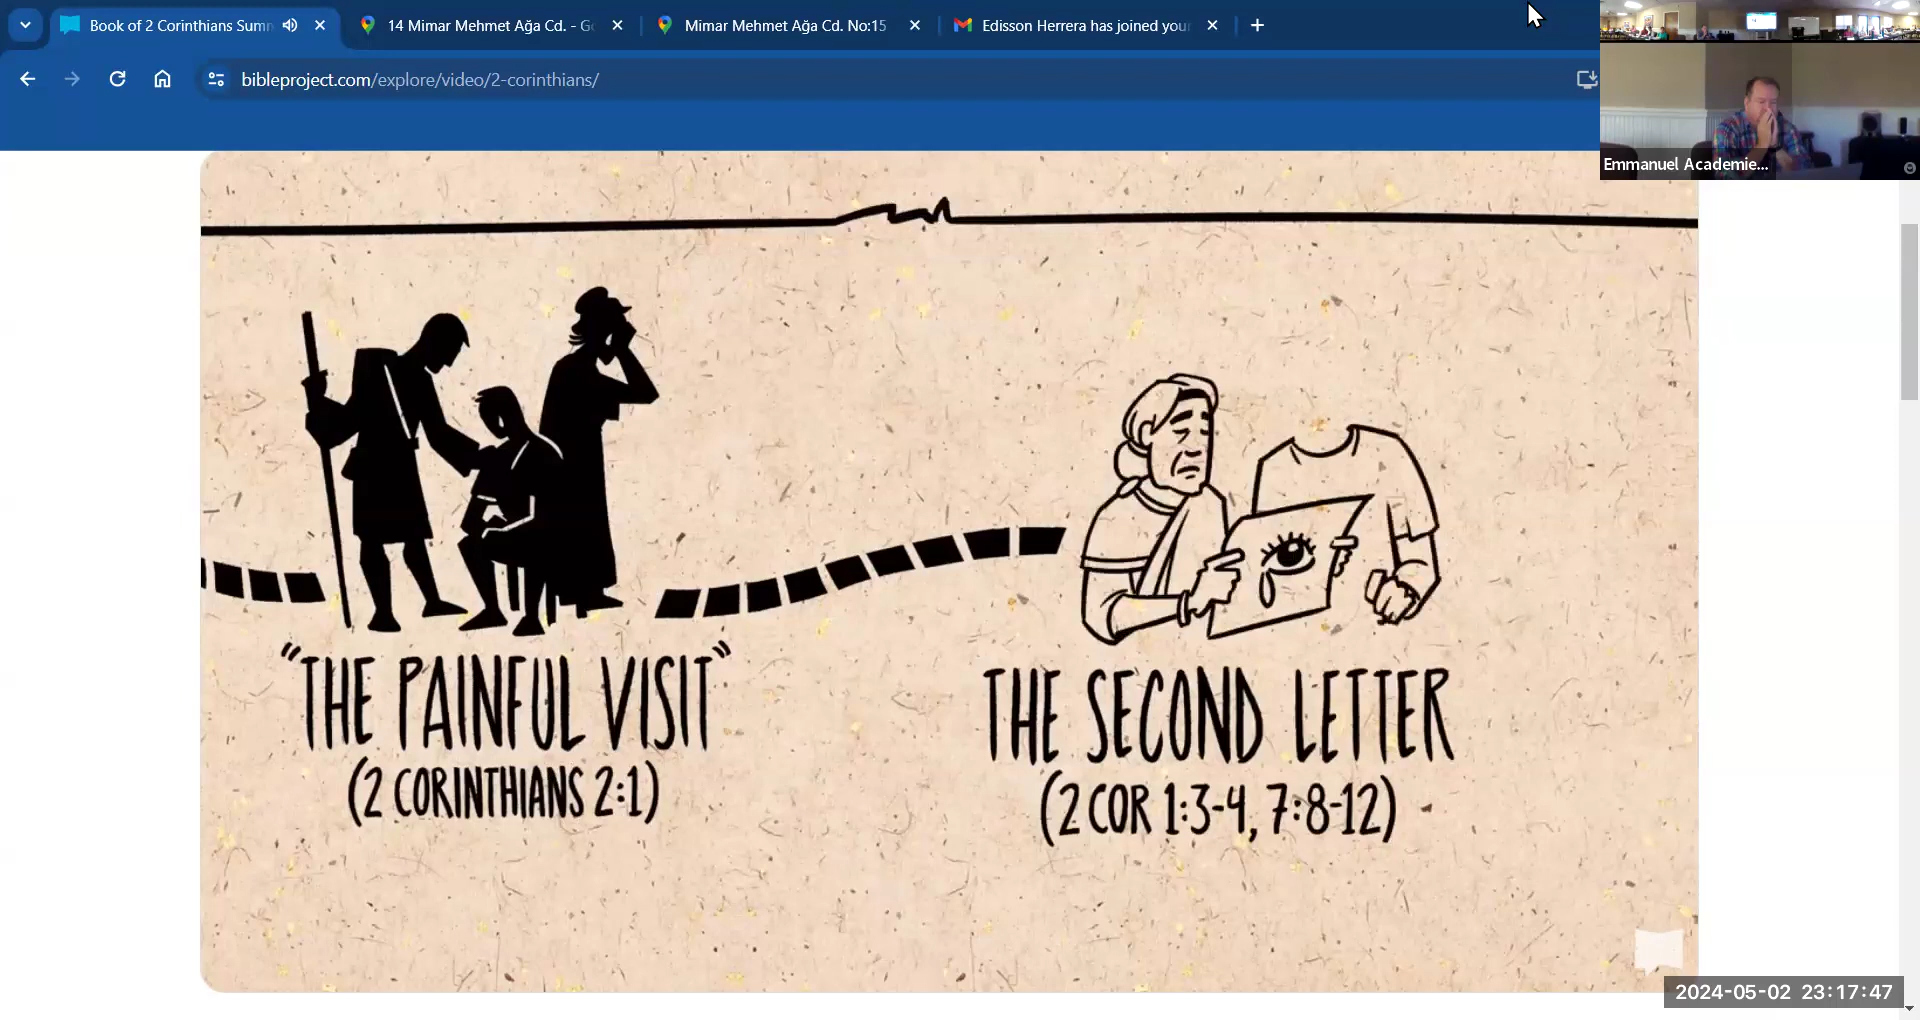 Book of 2 Corinthians Sum
14 Mimar Mehmet Ağa Cd. - G
Mimar Mehmet Ağa Cd. No:15
Edisson Herrera has joined your
bibleproject.com/explore/video/2-corinthians/
Emmanuel Academie...
"THE PAINFUL VISIT"
(2 CORINTHIANS 2:1)
THE SECOND LETTER
(2 COR 1:3-4, 7:8-12)
2024-05-02 23:17:47